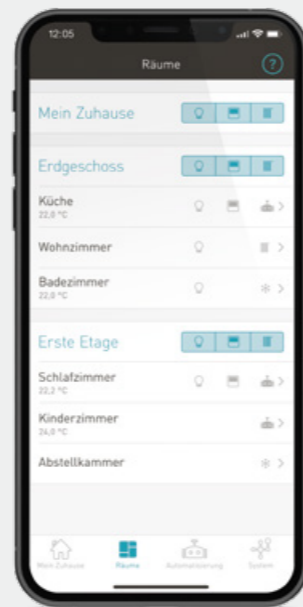 12:05
Räume ?
Mein Zuhause
Erdgeschoss
Küche
22,0 °C
Wohnzimmer
Badezimmer
22,0 °C
Erste Etage
Schlafzimmer
22,2 °C
Kinderzimmer
24,0 °C
Abstellkammer
Mein Zuhause Räume Automatisierung System